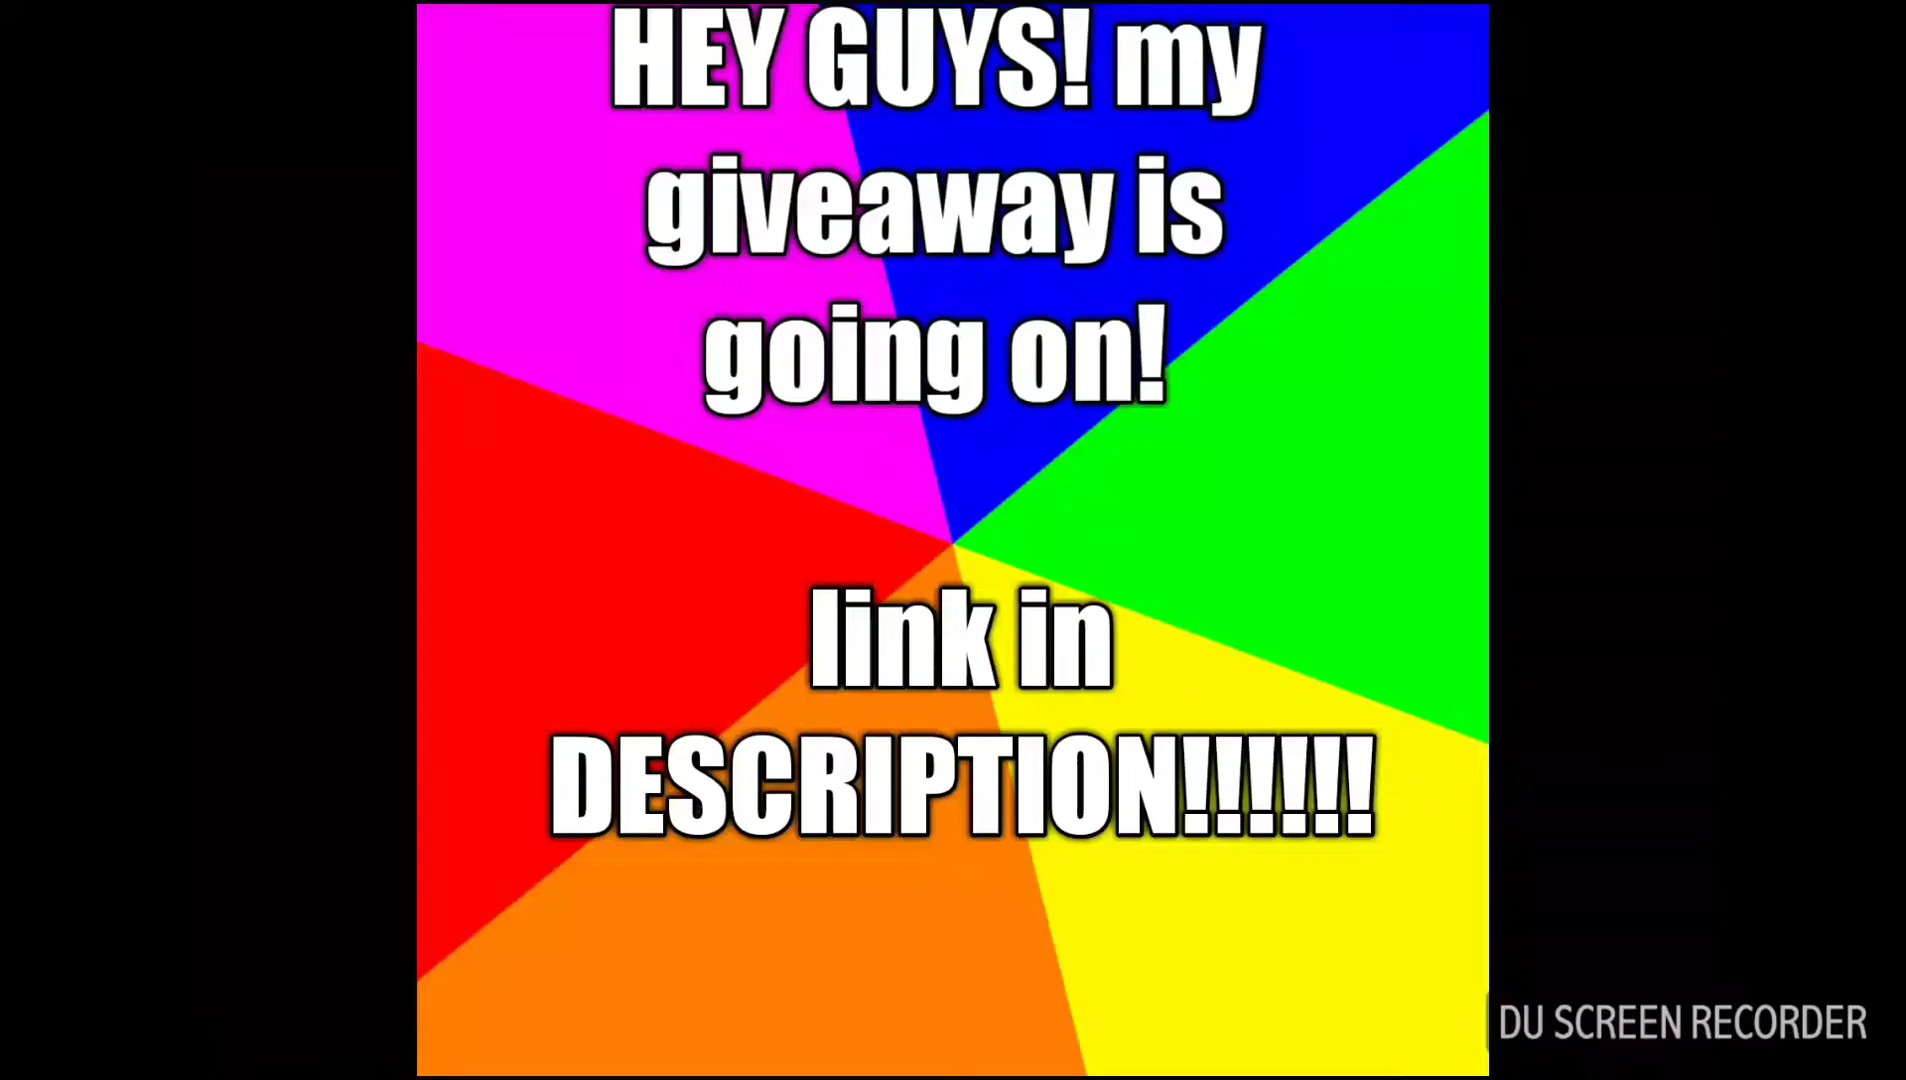 HEY GUYS! my
giveaway is
going on!
link in
DESCRIPTION!!!!!!
DU SCREEN RECORDER